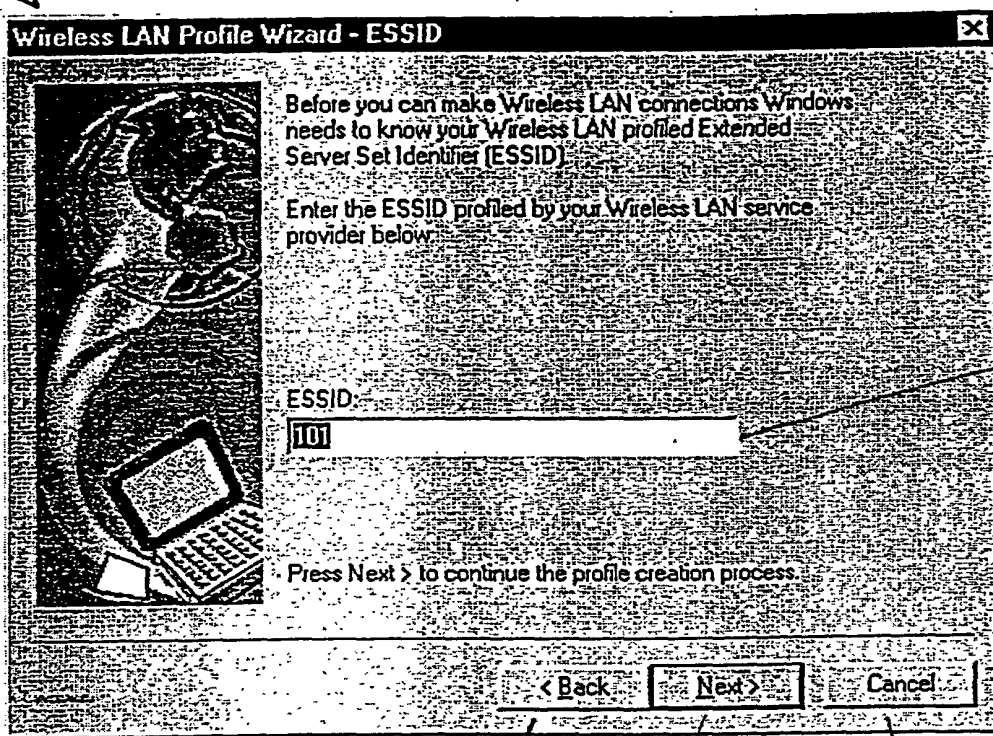 Wireless LAN Profile Wizard - ESSID
Before you can make Wireless LAN connections Windows
needs to know your Wireless LAN profiled Extended
Server Set Identifier (ESSID)
Enter the ESSID profiled by your Wireless LAN service
provider below:
ESSID:
101
Press Next > to continue the profile creation process.
< Back
Next >
Cancel